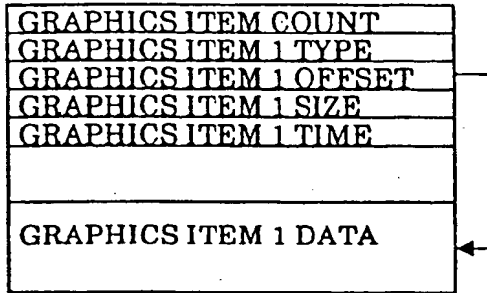 GRAPHICS ITEM COUNT
GRAPHICS ITEM 1 TYPE
GRAPHICS ITEM 1 OFFSET
GRAPHICS ITEM 1 SIZE
GRAPHICS ITEM 1 TIME
GRAPHICS ITEM 1 DATA